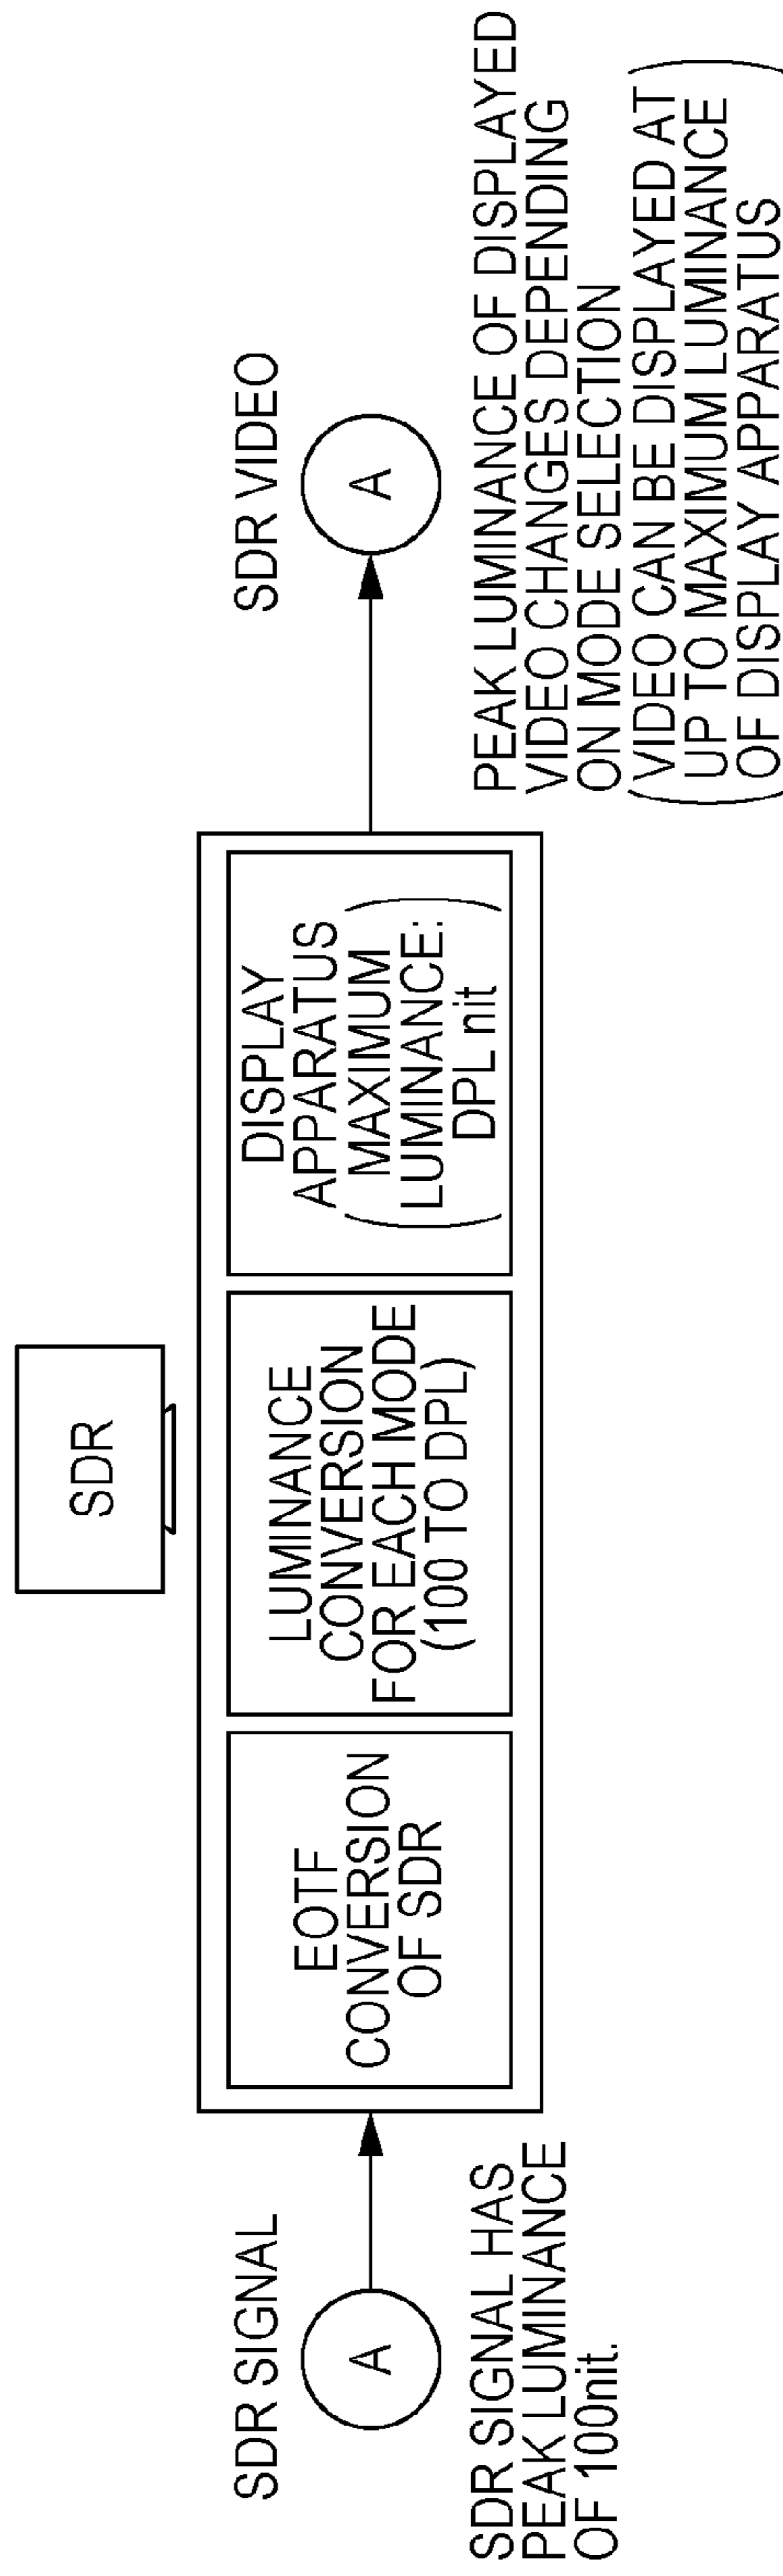 SDR
SDR SIGNAL
A
SDR SIGNAL HAS
PEAK LUMINANCE
OF 100nit.
EOTF
CONVERSION
OF SDR
LUMINANCE
CONVERSION
FOR EACH MODE
(100 TO DPL)
DISPLAY
APPARATUS
(MAXIMUM
LUMINANCE:
DPL nit)
SDR VIDEO
A
PEAK LUMINANCE OF DISPLAYED
VIDEO CHANGES DEPENDING
ON MODE SELECTION
(VIDEO CAN BE DISPLAYED AT
UP TO MAXIMUM LUMINANCE
OF DISPLAY APPARATUS)